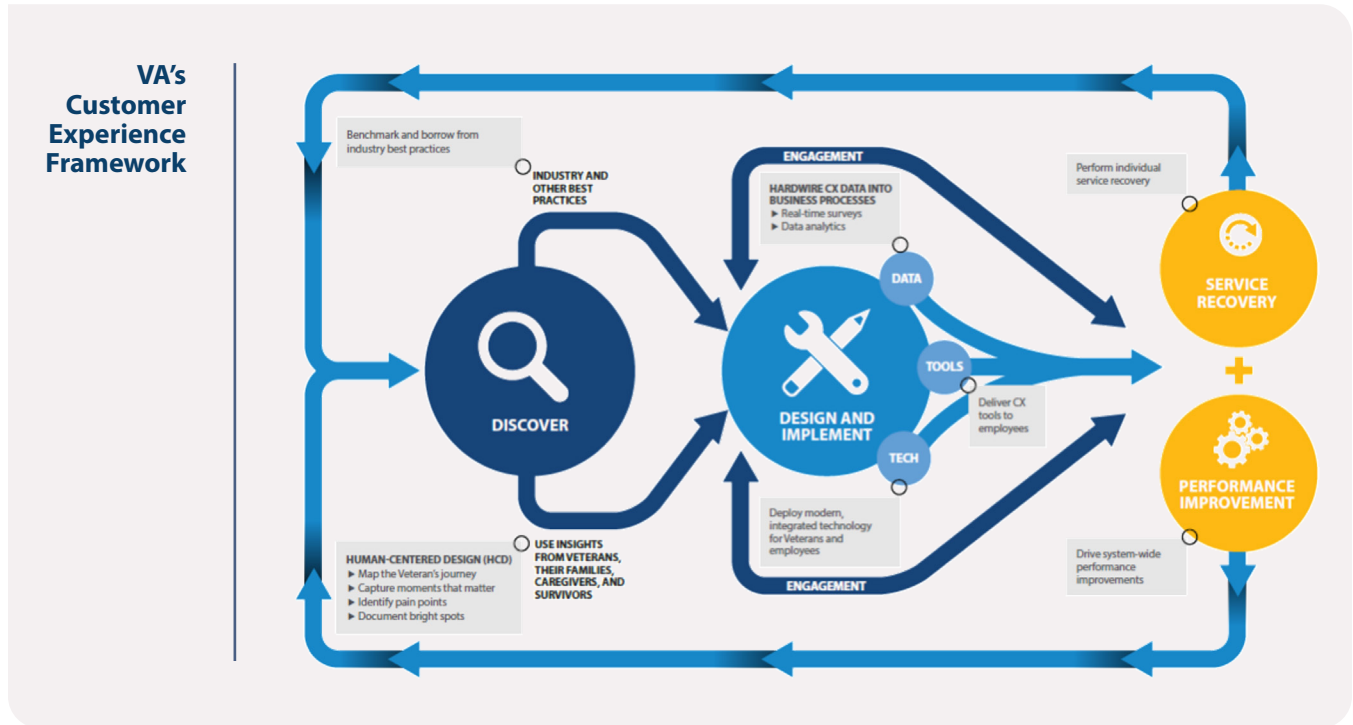 VA's
Customer
Experience
Framework
Benchmark and borrow from
industry best practices
INDUSTRY AND
OTHER BEST
PRACTICES
DISCOVER
HUMAN-CENTERED DESIGN (HCD)
▶ Map the Veteran's journey
▶ Capture moments that matter
▶ Identify pain points
▶ Document bright spots
USE INSIGHTS
FROM VETERANS,
THEIR FAMILIES,
CAREGIVERS, AND
SURVIVORS
ENGAGEMENT
HARDWIRE CX DATA INTO
BUSINESS PROCESSES
▶ Real-time surveys
▶ Data analytics
DATA
TOOLS
TECH
DESIGN AND
IMPLEMENT
Deliver CX
tools to
employees
Deploy modern,
integrated technology
for Veterans and
employees
ENGAGEMENT
Perform individual
service recovery
SERVICE
RECOVERY
PERFORMANCE
IMPROVEMENT
Drive system-wide
performance
improvements